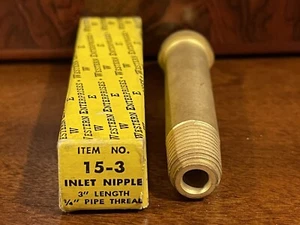 WESTERN ENTERPRISES
W E
ITEM NO.
15-3
INLET NIPPLE
3" LENGTH
¼" PIPE THREAD